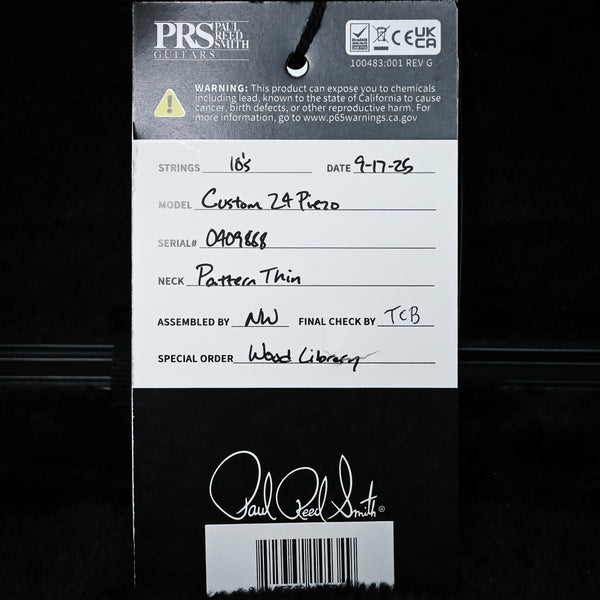 PRS PAUL REED SMITH
GUITARS
CE UK CA
100483:001 REV G
WARNING: This product can expose you to chemicals
including lead, known to the state of California to cause
cancer, birth defects, or other reproductive harm. For
more information, go to www.p65warnings.ca.gov
STRINGS 10's DATE 9-17-25
MODEL Custom 24 Piezo
SERIAL# 0409868
NECK Pattern Thin
ASSEMBLED BY NW FINAL CHECK BY TCB
SPECIAL ORDER Wood Library
Paul Reed Smith®